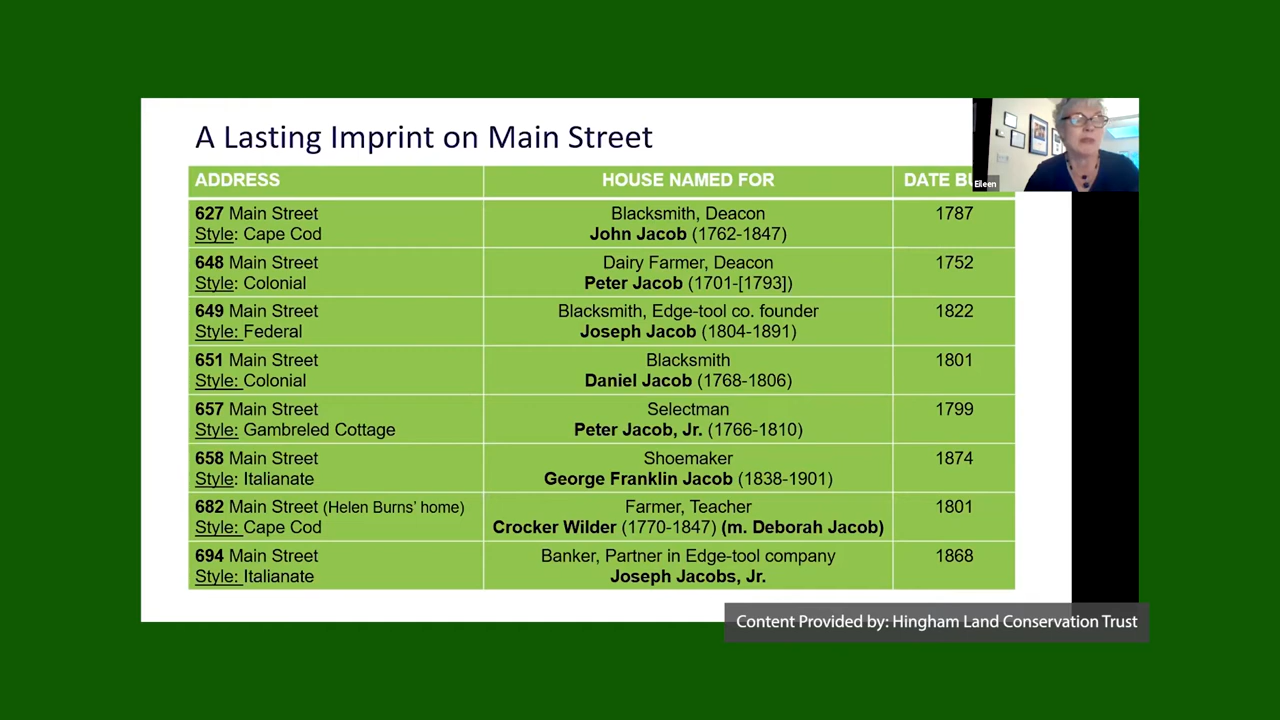 A Lasting Imprint on Main Street
Eileen
ADDRESS HOUSE NAMED FOR DATE
627 Main Street Blacksmith, Deacon 1787
Style: Cape Cod John Jacob (1762-1847)
648 Main Street Dairy Farmer, Deacon 1752
Style: Colonial Peter Jacob (1701-[1793])
649 Main Street Blacksmith, Edge-tool co. founder 1822
Style: Federal Joseph Jacob (1804-1891)
651 Main Street Blacksmith 1801
Style: Colonial Daniel Jacob (1768-1806)
657 Main Street Selectman 1799
Style: Gambreled Cottage Peter Jacob, Jr. (1766-1810)
658 Main Street Shoemaker 1874
Style: Italianate George Franklin Jacob (1838-1901)
682 Main Street (Helen Burns' home) Farmer, Teacher 1801
Style: Cape Cod Crocker Wilder (1770-1847) (m. Deborah Jacob)
694 Main Street Banker, Partner in Edge-tool company 1868
Style: Italianate Joseph Jacobs, Jr.
Content Provided by: Hingham Land Conservation Trust